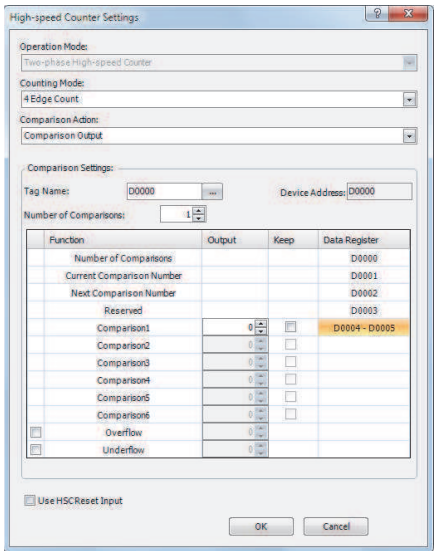 High-speed Counter Settings
Operation Mode:
Two-phase High-speed Counter
Counting Mode:
4 Edge Count
Comparison Action:
Comparison Output
Comparison Settings:
Tag Name: D0000 ... Device Address: D0000
Number of Comparisons: 1
Function Output Keep Data Register
Number of Comparisons D0000
Current Comparison Number D0001
Next Comparison Number D0002
Reserved D0003
Comparison1 0 D0004 - D0005
Comparison2 0
Comparison3 0
Comparison4 0
Comparison5 0
Comparison6 0
Overflow 0
Underflow 0
Use HSCReset Input
OK Cancel